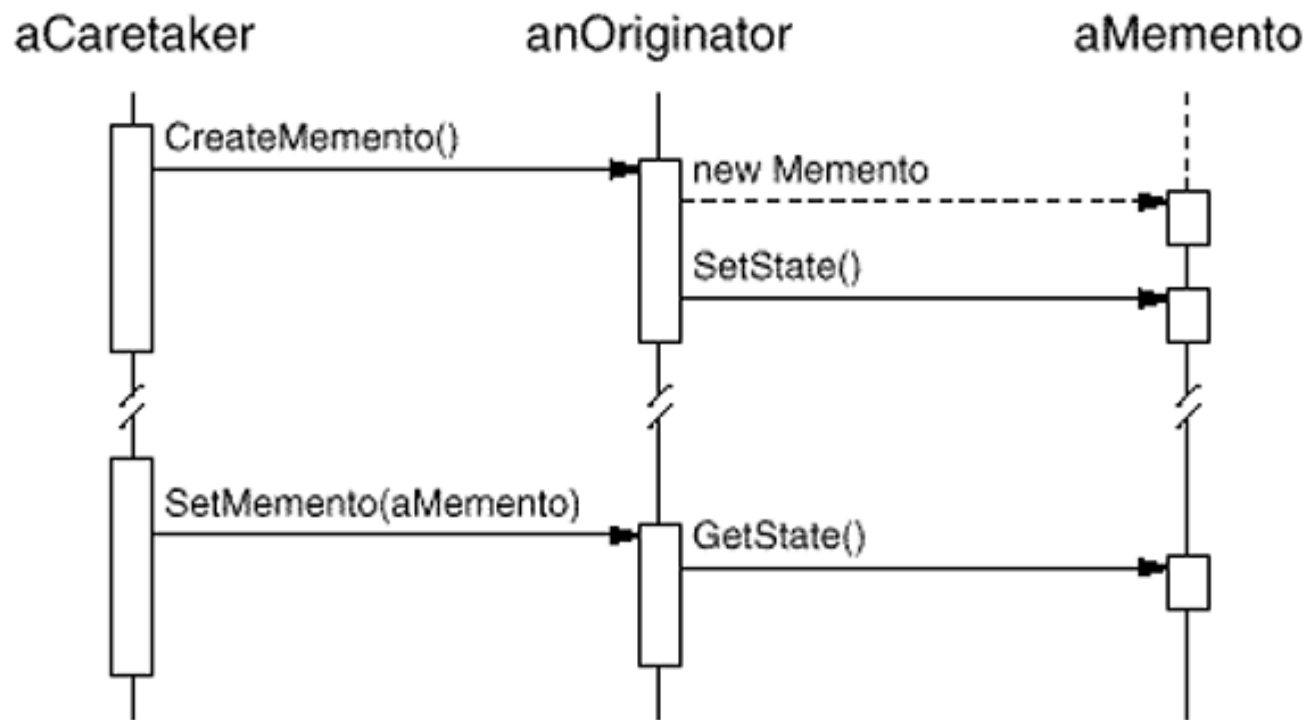 aCaretaker anOriginator aMemento
CreateMemento()
new Memento
SetState()
SetMemento(aMemento)
GetState()